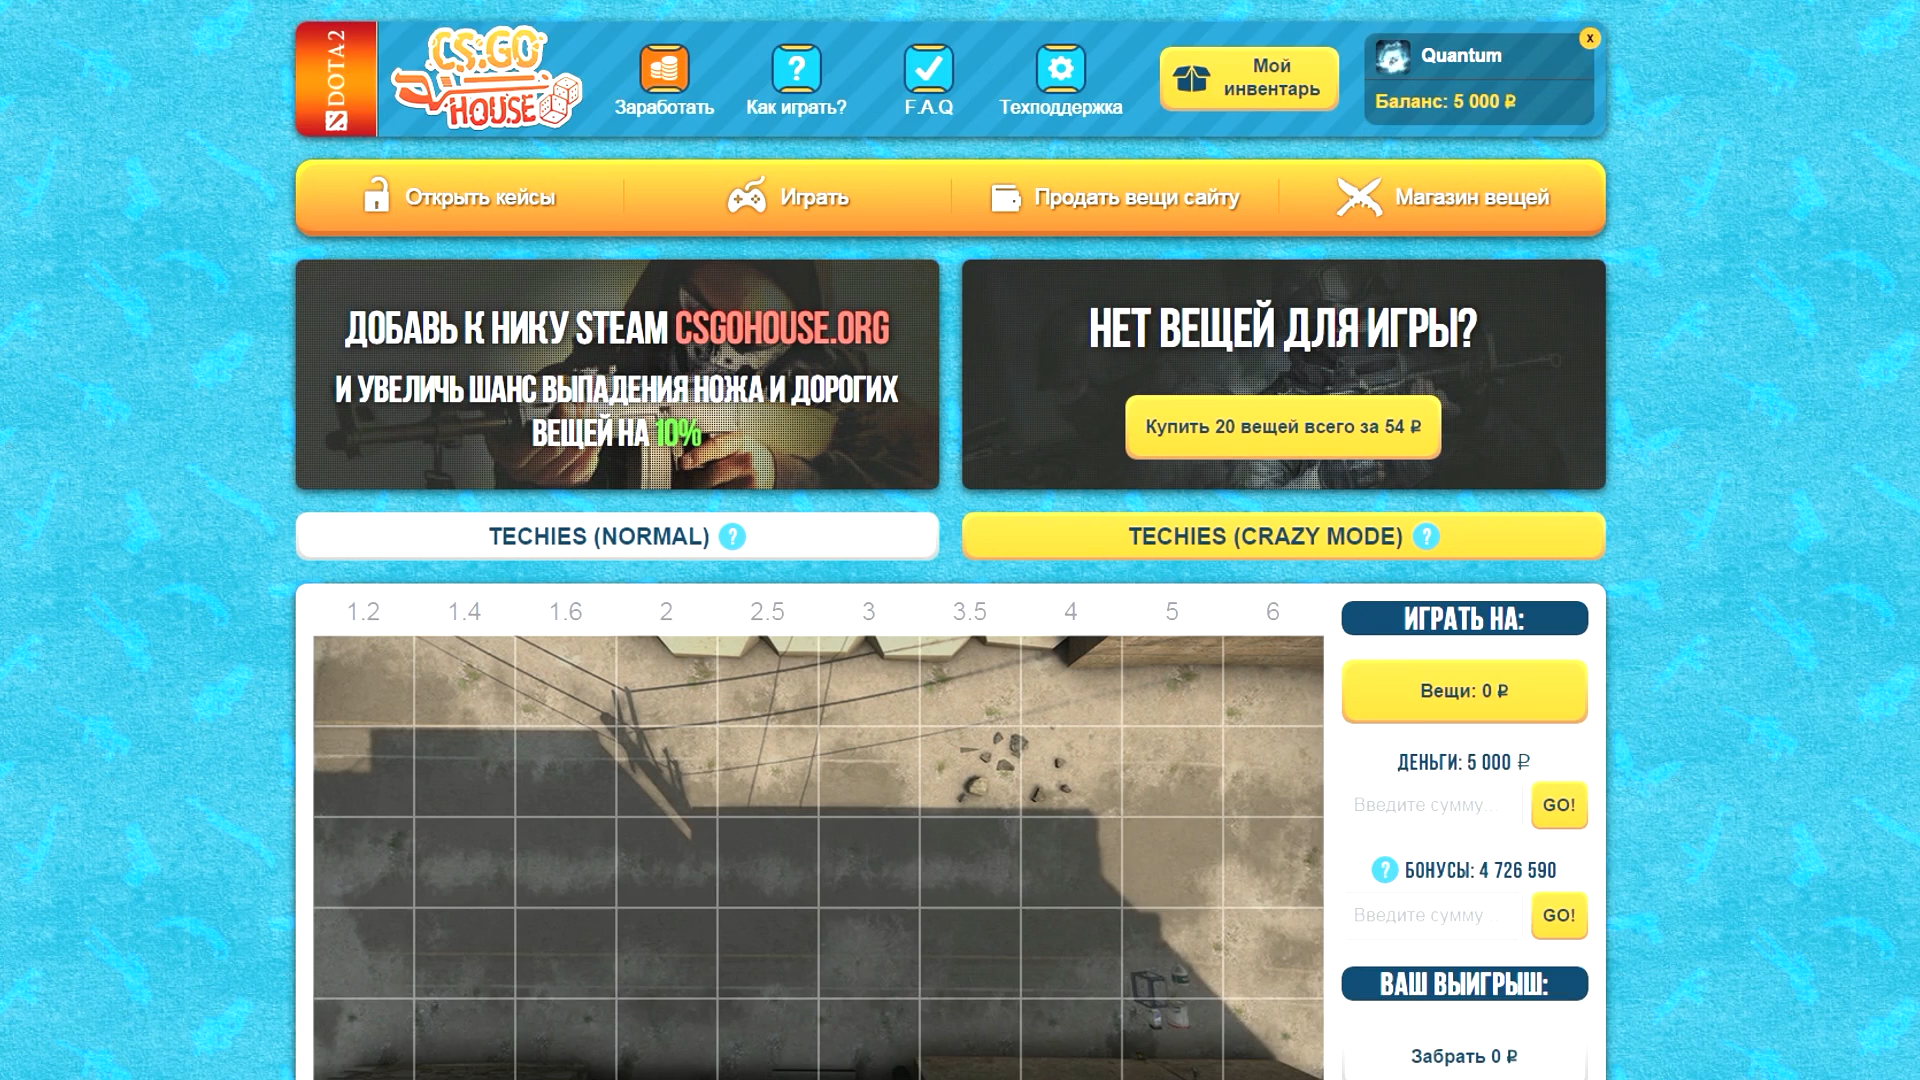 DOTA 2
CS:GO
HOUSE
Заработать
Как играть?
F.A.Q
Техподдержка
Мой
инвентарь
Quantum
x
Баланс: 5 000 ₽
Открыть кейсы
Играть
Продать вещи сайту
Магазин вещей
ДОБАВЬ К НИКУ STEAM CSGOHOUSE.ORG
И УВЕЛИЧЬ ШАНС ВЫПАДЕНИЯ НОЖА И ДОРОГИХ
ВЕЩЕЙ НА 10%
НЕТ ВЕЩЕЙ ДЛЯ ИГРЫ?
Купить 20 вещей всего за 54 ₽
TECHIES (NORMAL) ?
TECHIES (CRAZY MODE) ?
1.2 1.4 1.6 2 2.5 3 3.5 4 5 6
ИГРАТЬ НА:
Вещи: 0 ₽
ДЕНЬГИ: 5 000 ₽
Введите сумму...
GO!
? БОНУСЫ: 4 726 590
Введите сумму
GO!
ВАШ ВЫИГРЫШ:
Забрать 0 ₽